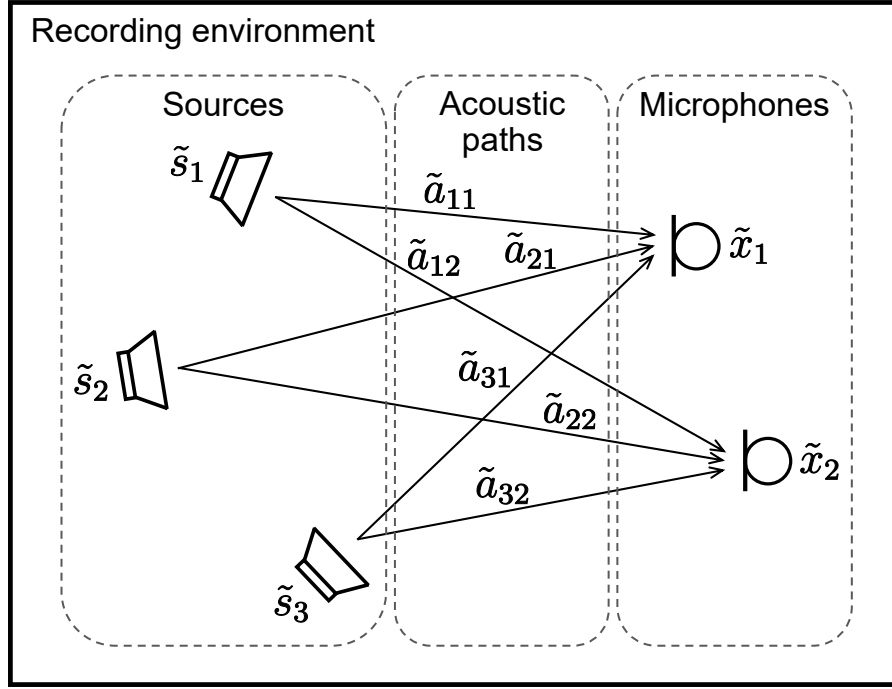 Recording environment
Sources
Acoustic
paths
Microphones
s̃₁
ã₁₁
x̃₁
ã₁₂
ã₂₁
s̃₂
ã₃₁
ã₂₂
x̃₂
ã₃₂
s̃₃